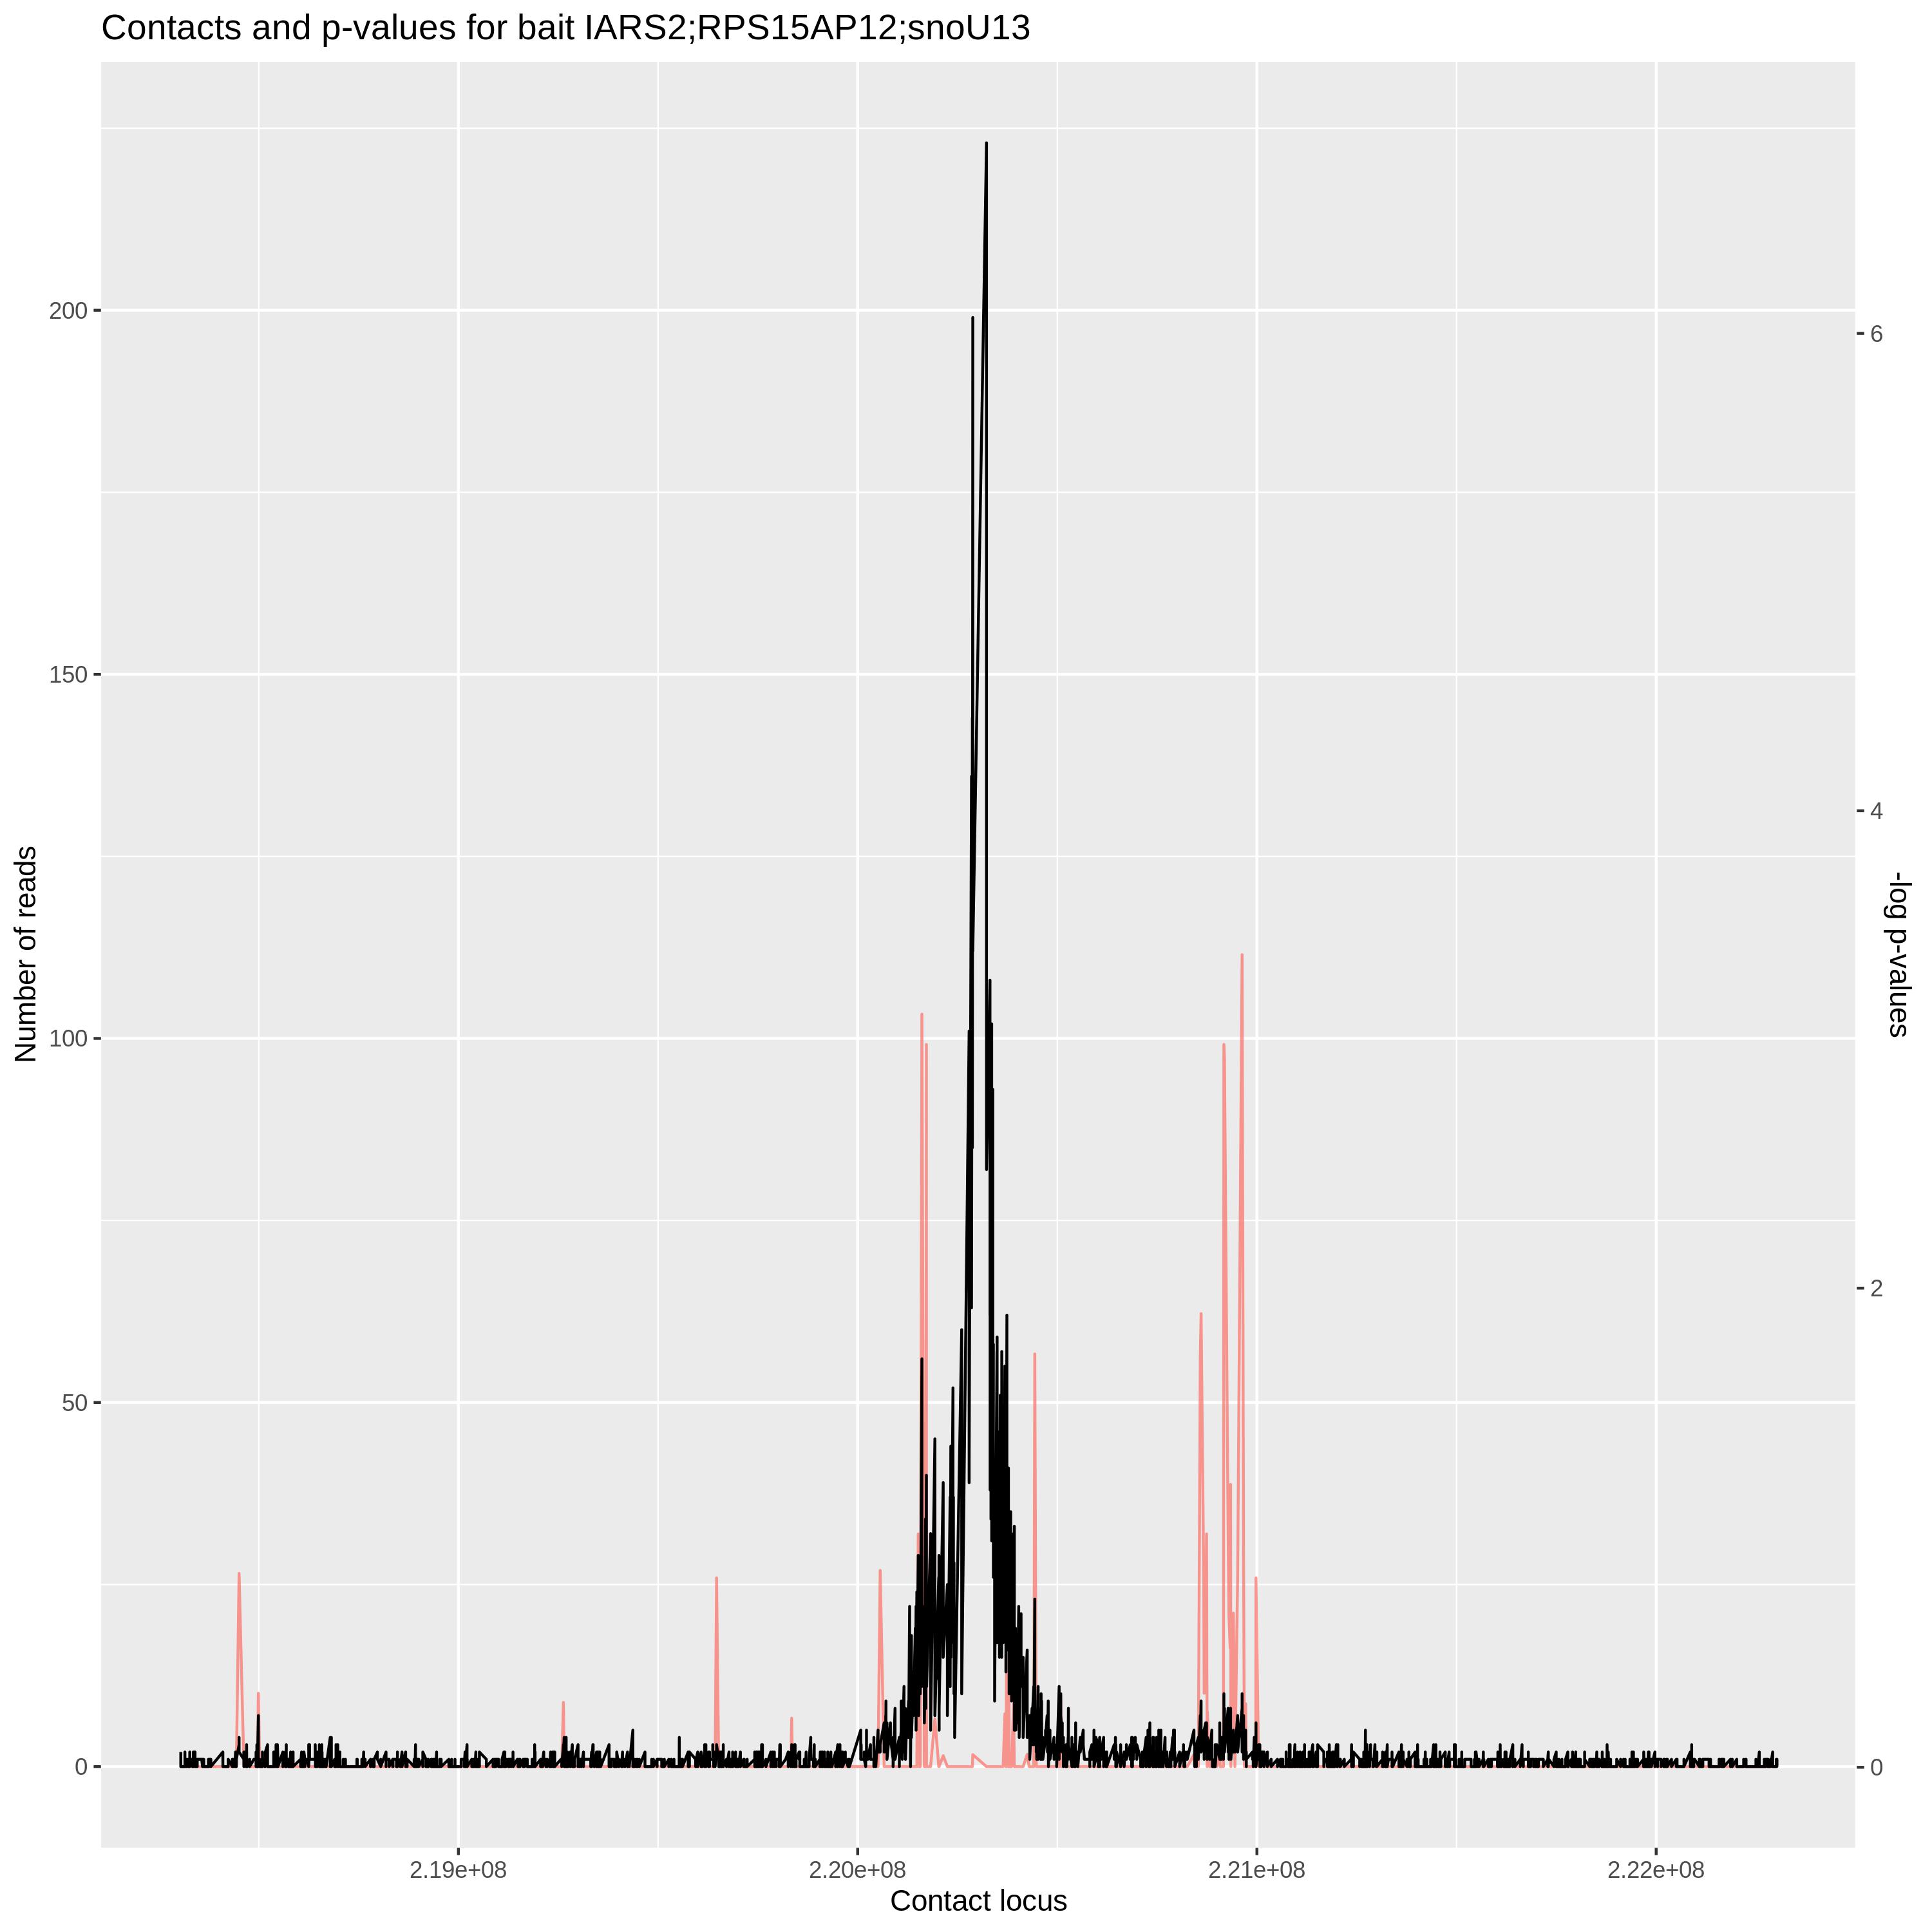 Contacts and p-values for bait IARS2;RPS15AP12;snoU13
200
150
100
50
0
Number of reads
6
4
2
0
-log p-values
2.19e+08
2.20e+08
2.21e+08
2.22e+08
Contact locus